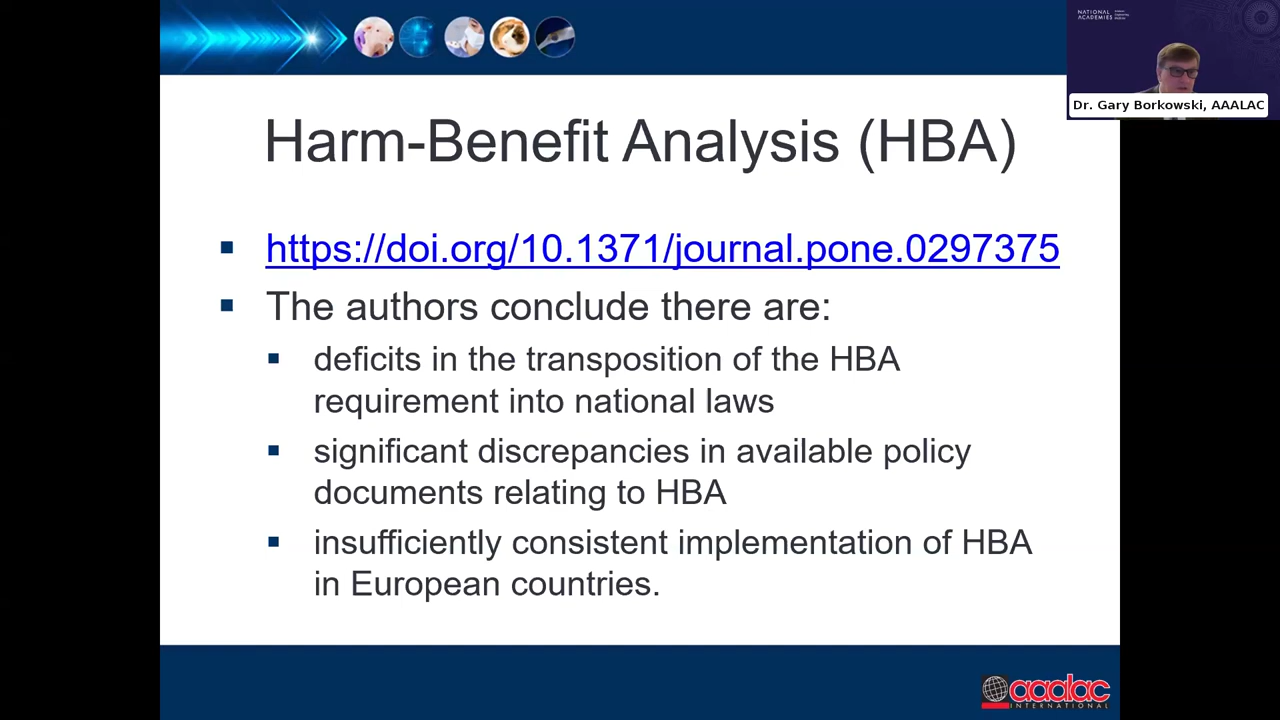 NATIONAL
ACADEMIES
Dr. Gary Borkowski, AAALAC
Harm-Benefit Analysis (HBA)
https://doi.org/10.1371/journal.pone.0297375
The authors conclude there are:
deficits in the transposition of the HBA
requirement into national laws
significant discrepancies in available policy
documents relating to HBA
insufficiently consistent implementation of HBA
in European countries.
aaalac
INTERNATIONAL